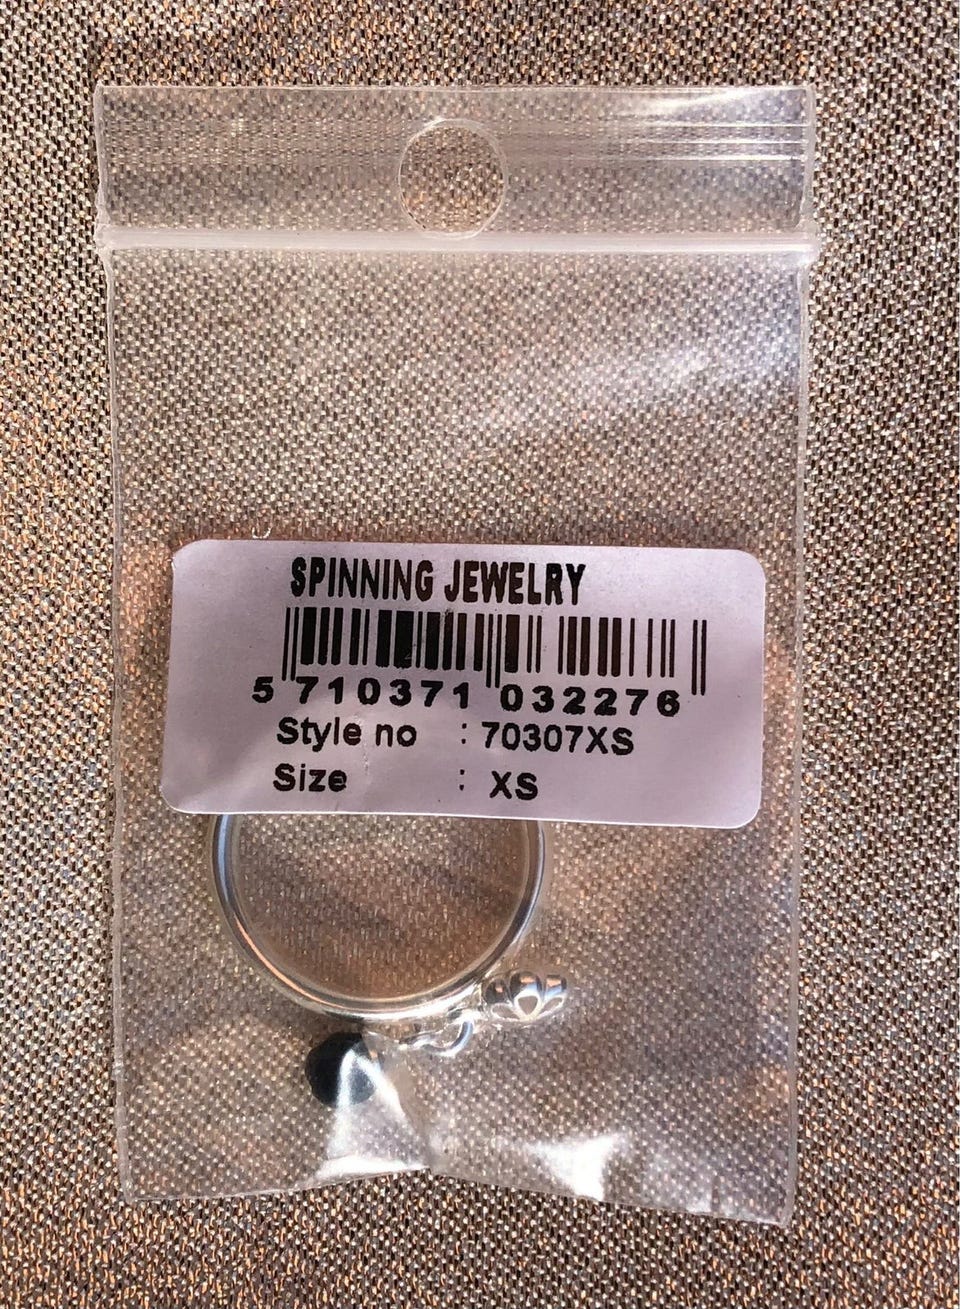 SPINNING JEWELRY
5 710371 032276
Style no : 70307XS
Size : XS